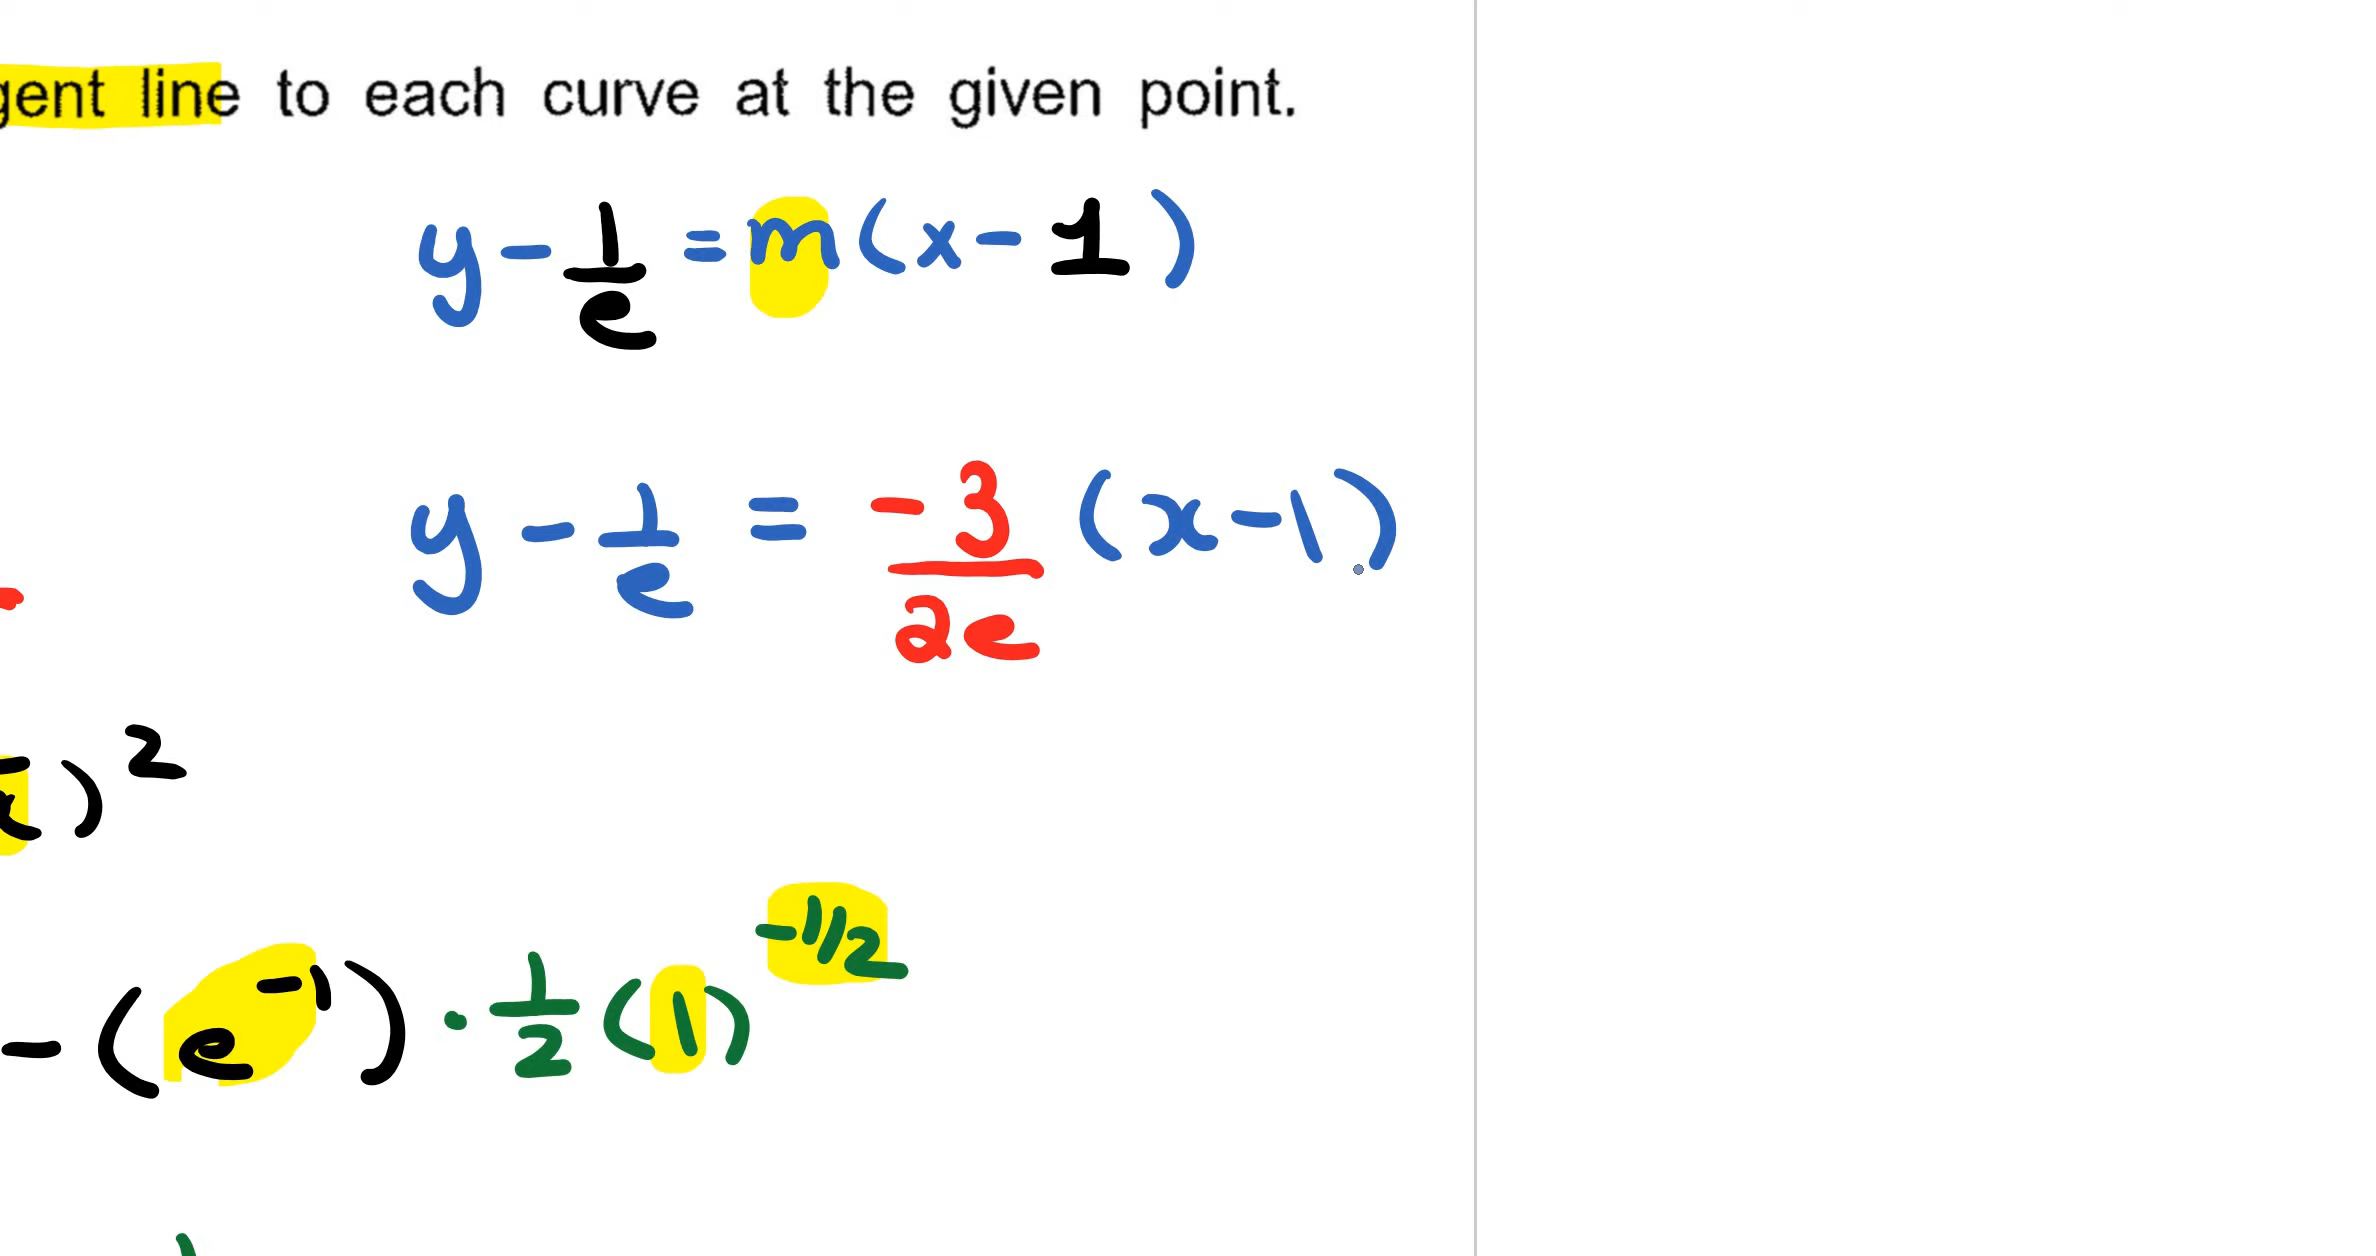 gent line to each curve at the given point.
y - 1/e = m(x - 1)
y - 1/e = -3/2e (x - 1)
)²
- (e⁻¹) · 1/2 (1)^-1/2